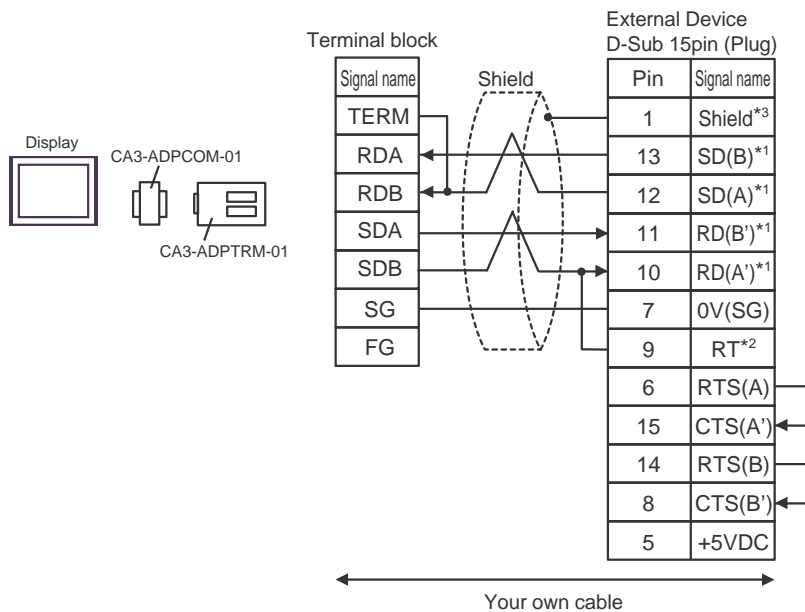 External Device
D-Sub 15pin (Plug)
Terminal block
Signal name
TERM
RDA
RDB
SDA
SDB
SG
FG
Shield
Pin Signal name
1 Shield*3
13 SD(B)*1
12 SD(A)*1
11 RD(B')*1
10 RD(A')*1
7 0V(SG)
9 RT*2
6 RTS(A)
15 CTS(A')
14 RTS(B)
8 CTS(B')
5 +5VDC
Display
CA3-ADPCOM-01
CA3-ADPTRM-01
Your own cable